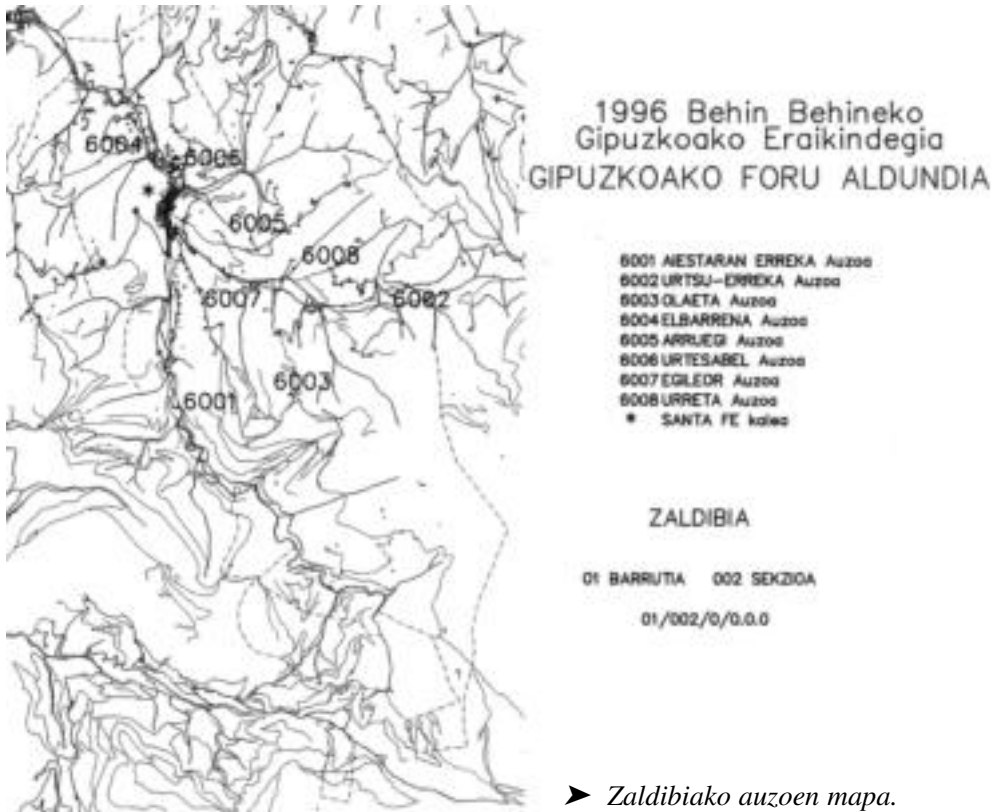 6004
6006
6005
6008
6007
6002
6003
6001
1996 Behin Behineko
Gipuzkoako Eraikindegia
GIPUZKOAKO FORU ALDUNDIA
6001 AIESTARAN ERREKA Auzoa
6002 URTSU-ERREKA Auzoa
6003 OLAETA Auzoa
6004 ELBARRENA Auzoa
6005 ARRUEGI Auzoa
6006 URTESABEL Auzoa
6007 EGILEOR Auzoa
6008 URRETA Auzoa
* SANTA FE kalea
ZALDIBIA
01 BARRUTIA 002 SEKZIOA
01/002/0/0.0.0
➤ Zaldibiako auzoen mapa.